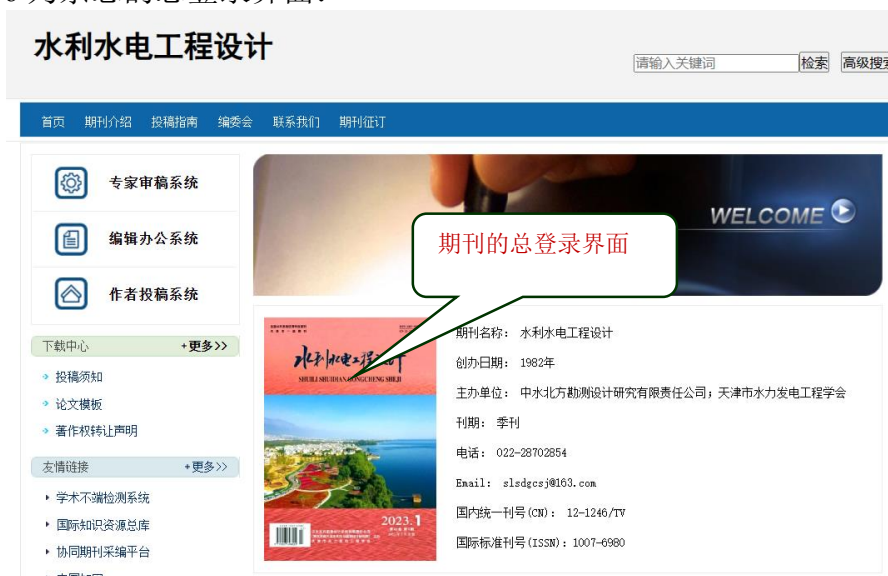 水利水电工程设计
请输入关键词 检索 高级搜索
首页 期刊介绍 投稿指南 编委会 联系我们 期刊征订
专家审稿系统
编辑办公系统
作者投稿系统
WELCOME
期刊的总登录界面
下载中心 +更多>>
投稿须知
论文模板
著作权转让声明
友情链接 +更多>>
学术不端检测系统
国际知识资源总库
协同期刊采编平台
水利水电工程设计
SHUILI SHUIDIAN GONGCHENG SHEJI
2023.1
期刊名称： 水利水电工程设计
创办日期： 1982年
主办单位： 中水北方勘测设计研究有限责任公司；天津市水力发电工程学会
刊期： 季刊
电话： 022-28702854
Email： slsdgcsj@163.com
国内统一刊号(CN)： 12-1246/TV
国际标准刊号(ISSN)：1007-6980